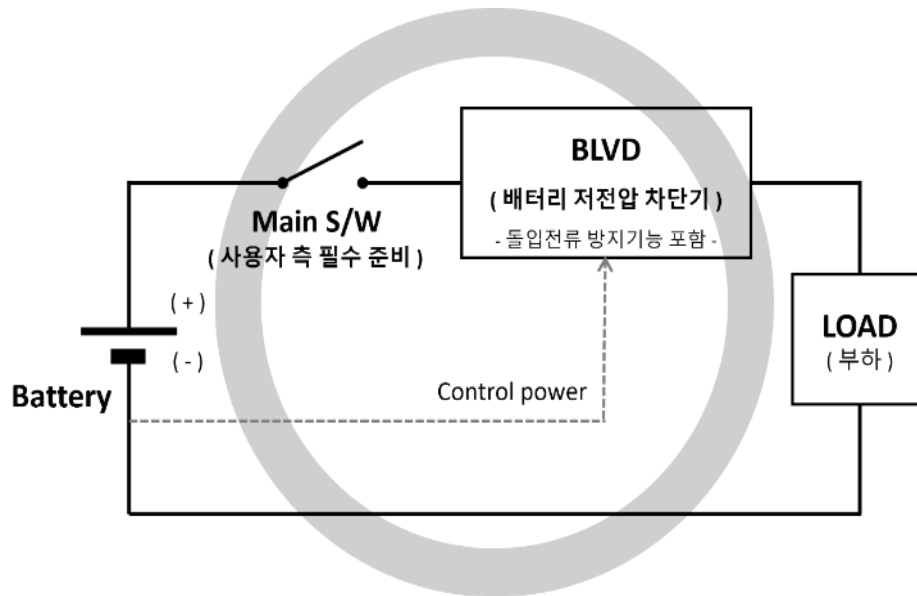 BLVD
( 배터리 저전압 차단기 )
- 돌입전류 방지기능 포함 -
Main S/W
( 사용자 측 필수 준비 )
( + )
( - )
Battery
LOAD
( 부하 )
Control power